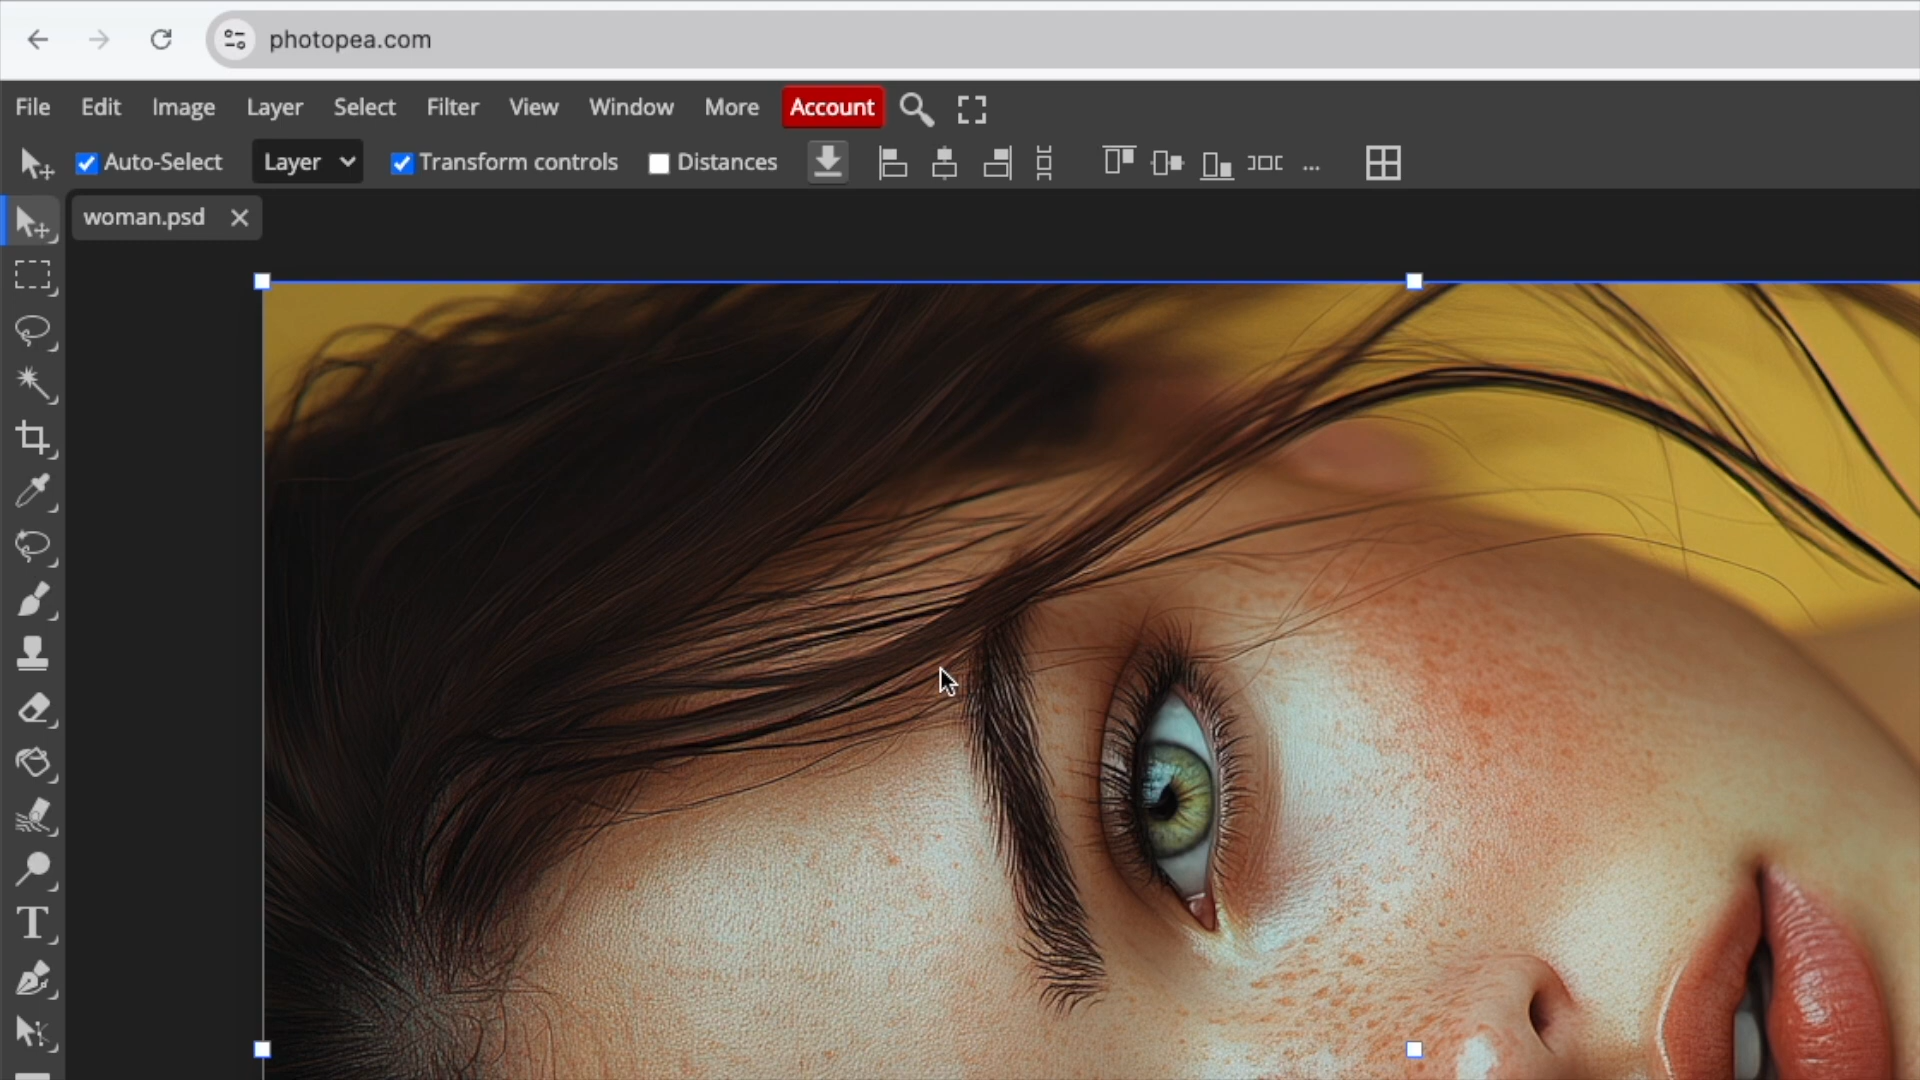 photopea.com
File Edit Image Layer Select Filter View Window More Account
Auto-Select Layer Transform controls Distances ...
woman.psd
T